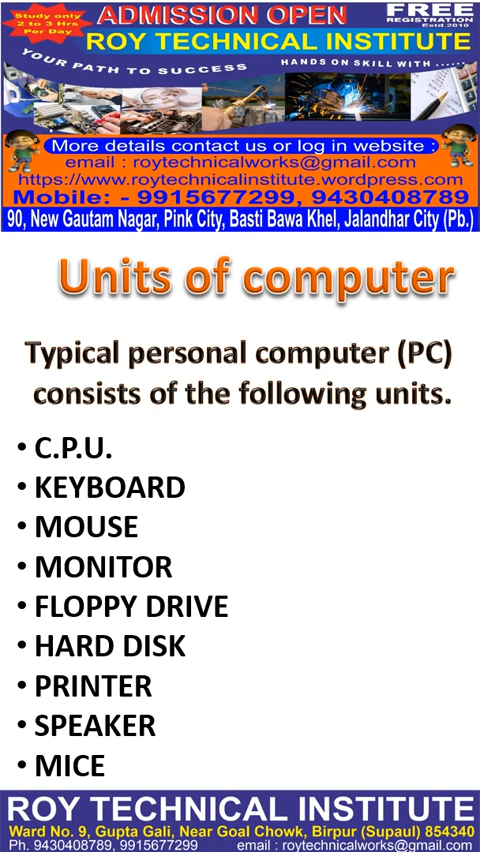 Study only
2 to 3 Hrs
Per Day
ADMISSION OPEN
FREE
REGISTRATION
Estd.2010
ROY TECHNICAL INSTITUTE
YOUR PATH TO SUCCESS
HANDS ON SKILL WITH ......
More details contact us or log in website :
email : roytechnicalworks@gmail.com
https://www.roytechnicalinstitute.wordpress.com
Mobile: - 9915677299, 9430408789
90, New Gautam Nagar, Pink City, Basti Bawa Khel, Jalandhar City (Pb.)
Units of computer
Typical personal computer (PC)
consists of the following units.
• C.P.U.
• KEYBOARD
• MOUSE
• MONITOR
• FLOPPY DRIVE
• HARD DISK
• PRINTER
• SPEAKER
• MICE
ROY TECHNICAL INSTITUTE
Ward No. 9, Gupta Gali, Near Goal Chowk, Birpur (Supaul) 854340
Ph. 9430408789, 9915677299 email : roytechnicalworks@gmail.com